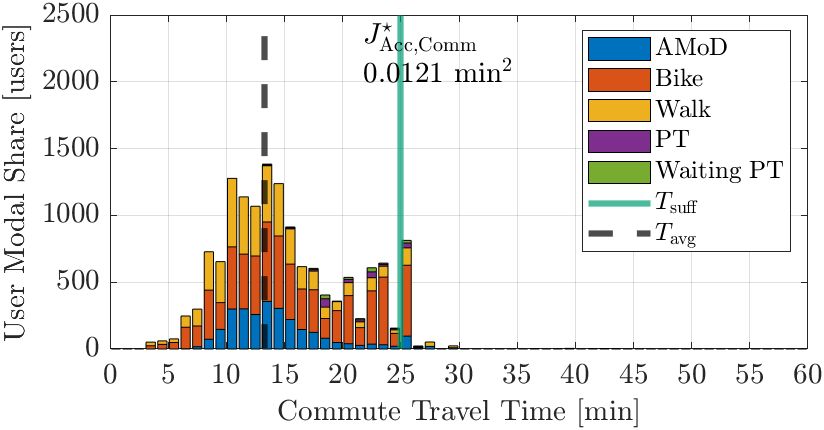 2500
2000
1500
1000
500
0
User Modal Share [users]
J⋆Acc,Comm
0.0121 min²
AMoD
Bike
Walk
PT
Waiting PT
Tsuff
Tavg
0 5 10 15 20 25 30 35 40 45 50 55 60
Commute Travel Time [min]